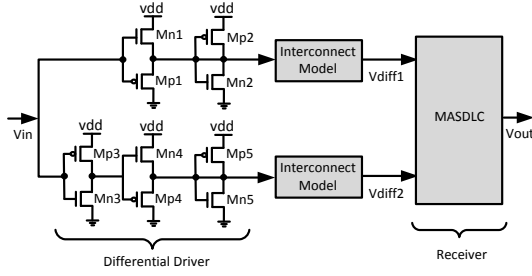 vdd
vdd
Mn1
Mp2
Mp1
Mn2
Interconnect
Model
Vdiff1
MASDLC
Vin
Vout
vdd
vdd
vdd
Mp3
Mn4
Mp5
Mn3
Mp4
Mn5
Interconnect
Model
Vdiff2
Differential Driver
Receiver